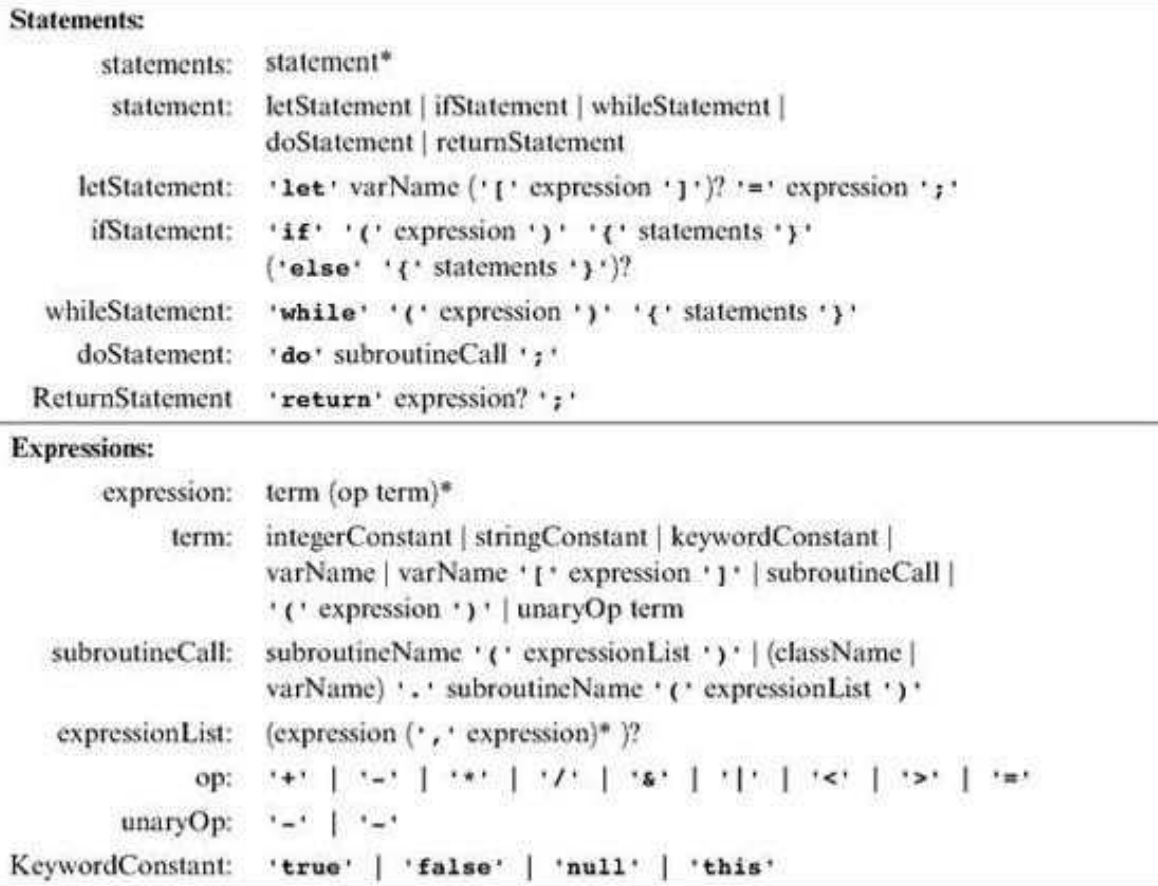 Statements:
statements: statement*
statement: letStatement | ifStatement | whileStatement |
doStatement | returnStatement
letStatement: 'let' varName ('[' expression ']')? '=' expression ';'
ifStatement: 'if' '(' expression ')' '{' statements '}'
('else' '{' statements '}')?
whileStatement: 'while' '(' expression ')' '{' statements '}'
doStatement: 'do' subroutineCall ';'
ReturnStatement 'return' expression? ';'
Expressions:
expression: term (op term)*
term: integerConstant | stringConstant | keywordConstant |
varName | varName '[' expression ']' | subroutineCall |
'(' expression ')' | unaryOp term
subroutineCall: subroutineName '(' expressionList ')' | (className |
varName) '.' subroutineName '(' expressionList ')'
expressionList: (expression (',' expression)* )?
op: '+' | '-' | '*' | '/' | '&' | '|' | '<' | '>' | '='
unaryOp: '-' | '~'
KeywordConstant: 'true' | 'false' | 'null' | 'this'